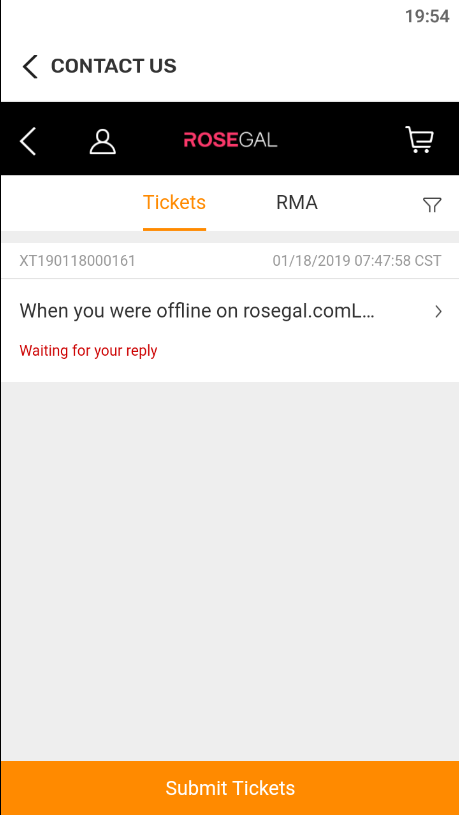 19:54
CONTACT US
ROSEGAL
Tickets RMA
XT190118000161 01/18/2019 07:47:58 CST
When you were offline on rosegal.comL...
Waiting for your reply
Submit Tickets